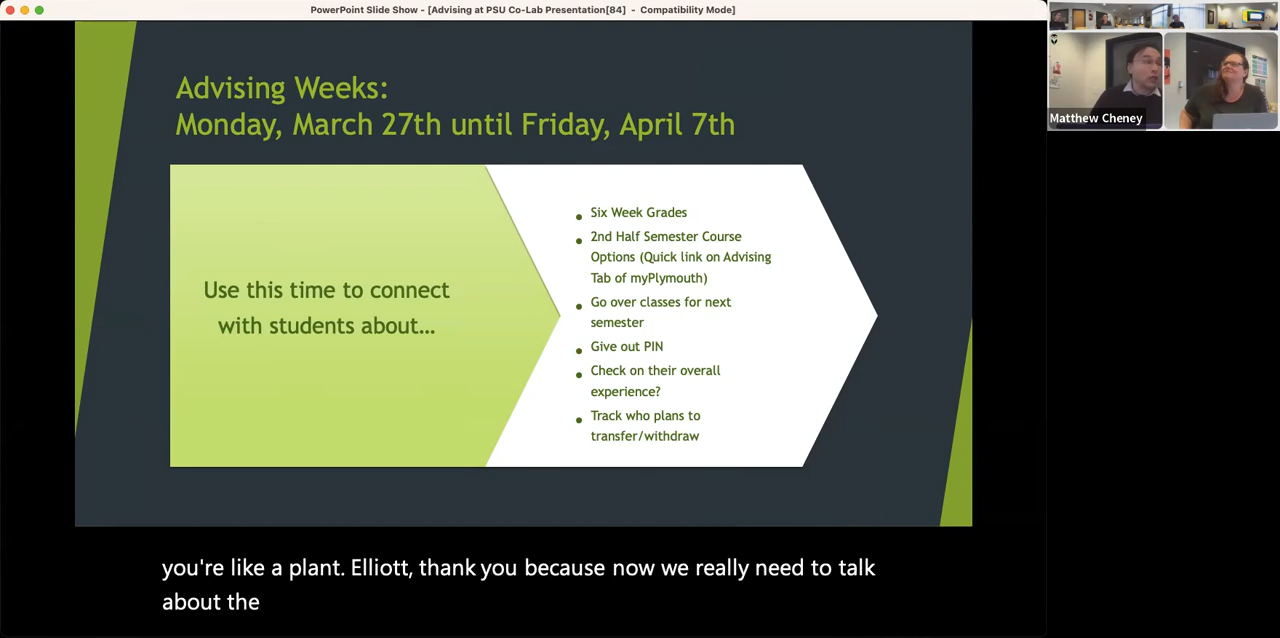 PowerPoint Slide Show - [Advising at PSU Co-Lab Presentation[84] - Compatibility Mode]
Advising Weeks:
Monday, March 27th until Friday, April 7th
Use this time to connect
with students about…
• Six Week Grades
• 2nd Half Semester Course
Options (Quick link on Advising
Tab of myPlymouth)
• Go over classes for next
semester
• Give out PIN
• Check on their overall
experience?
• Track who plans to
transfer/withdraw
Matthew Cheney
you're like a plant. Elliott, thank you because now we really need to talk
about the